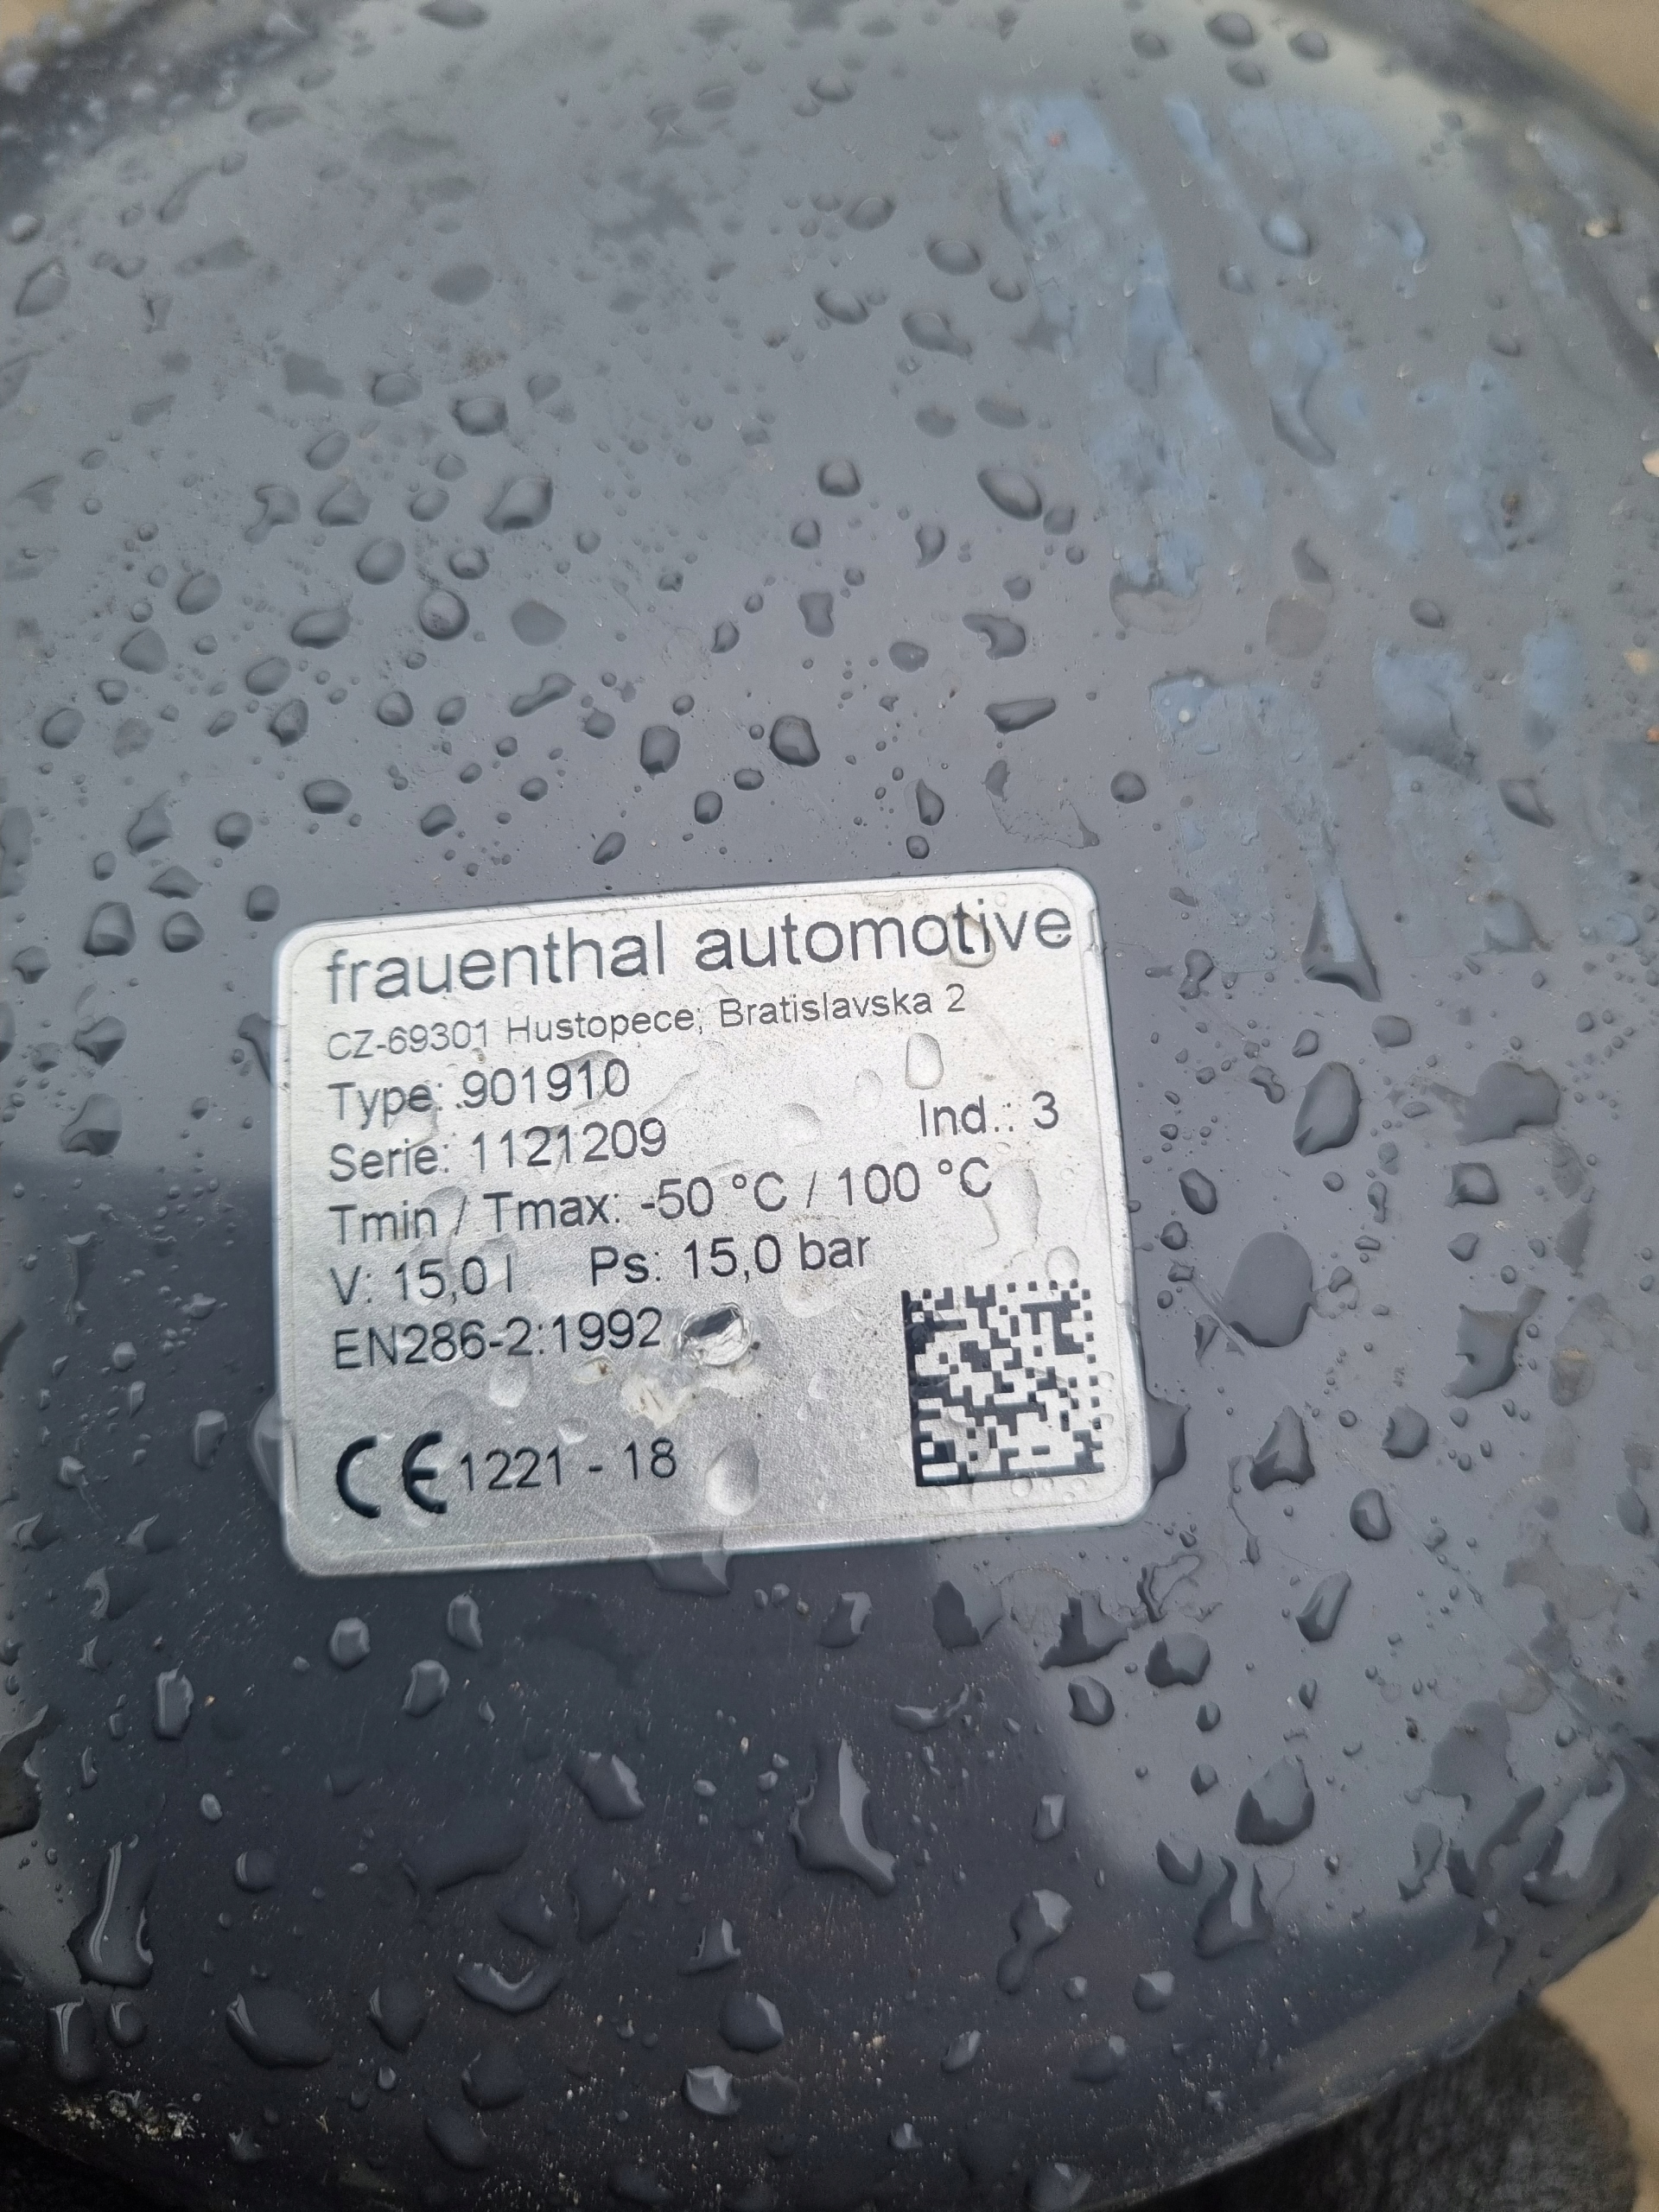 frauenthal automotive
CZ-69301 Hustopece; Bratislavska 2
Type: 901910
Serie: 1121209 Ind.: 3
Tmin / Tmax: -50 °C / 100 °C
V: 15,0 l Ps: 15,0 bar
EN286-2:1992
CE 1221 - 18